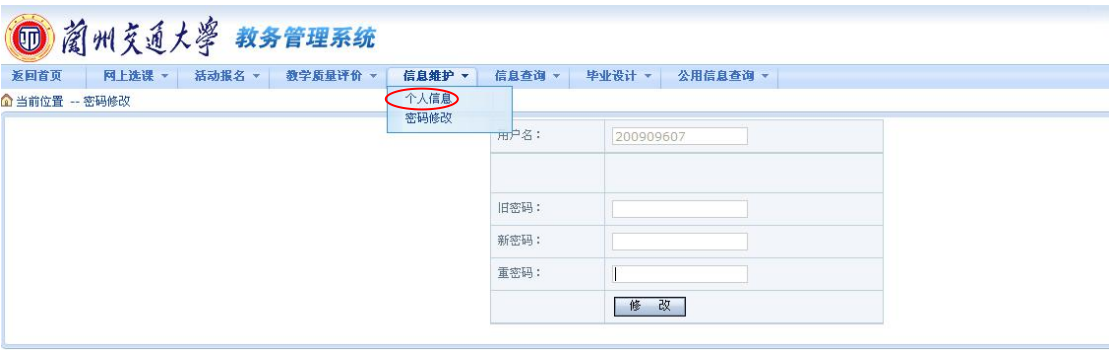 蘭州交通大學 教务管理系统
返回首页 网上选课 活动报名 教学质量评价 信息维护 信息查询 毕业设计 公用信息查询
个人信息
当前位置 -- 密码修改
密码修改
用户名： 200909607
旧密码：
新密码：
重密码：
修 改